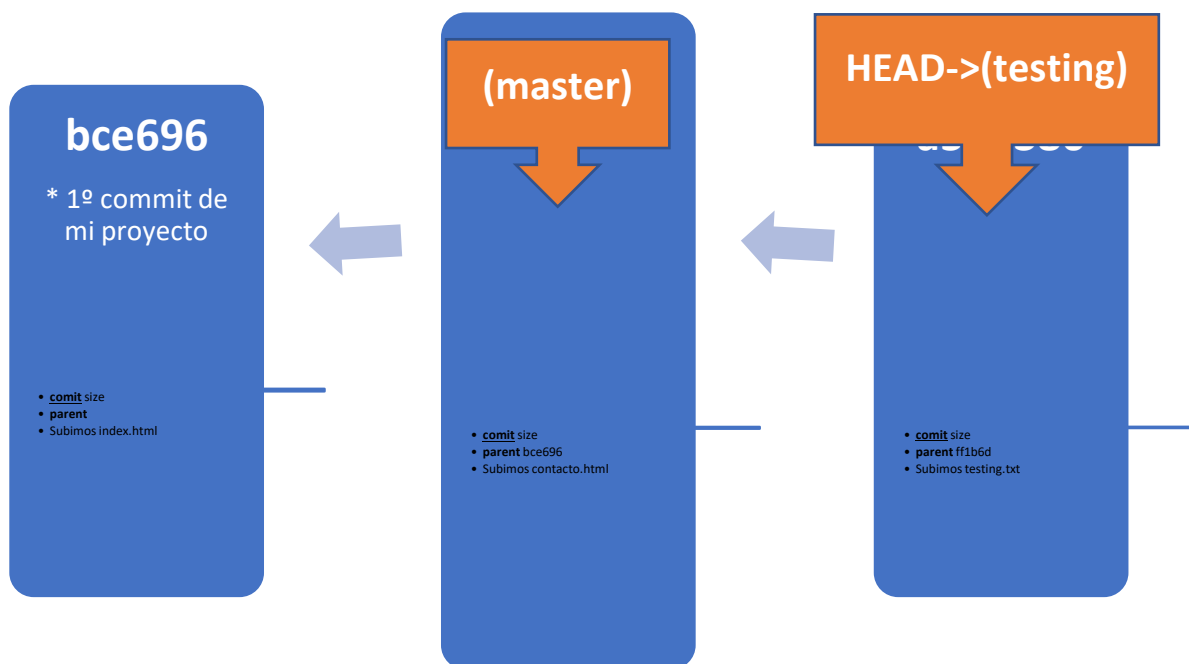 bce696
* 1º commit de
mi proyecto
• comit size
• parent
• Subimos index.html
(master)
• comit size
• parent bce696
• Subimos contacto.html
HEAD->(testing)
• comit size
• parent ff1b6d
• Subimos testing.txt